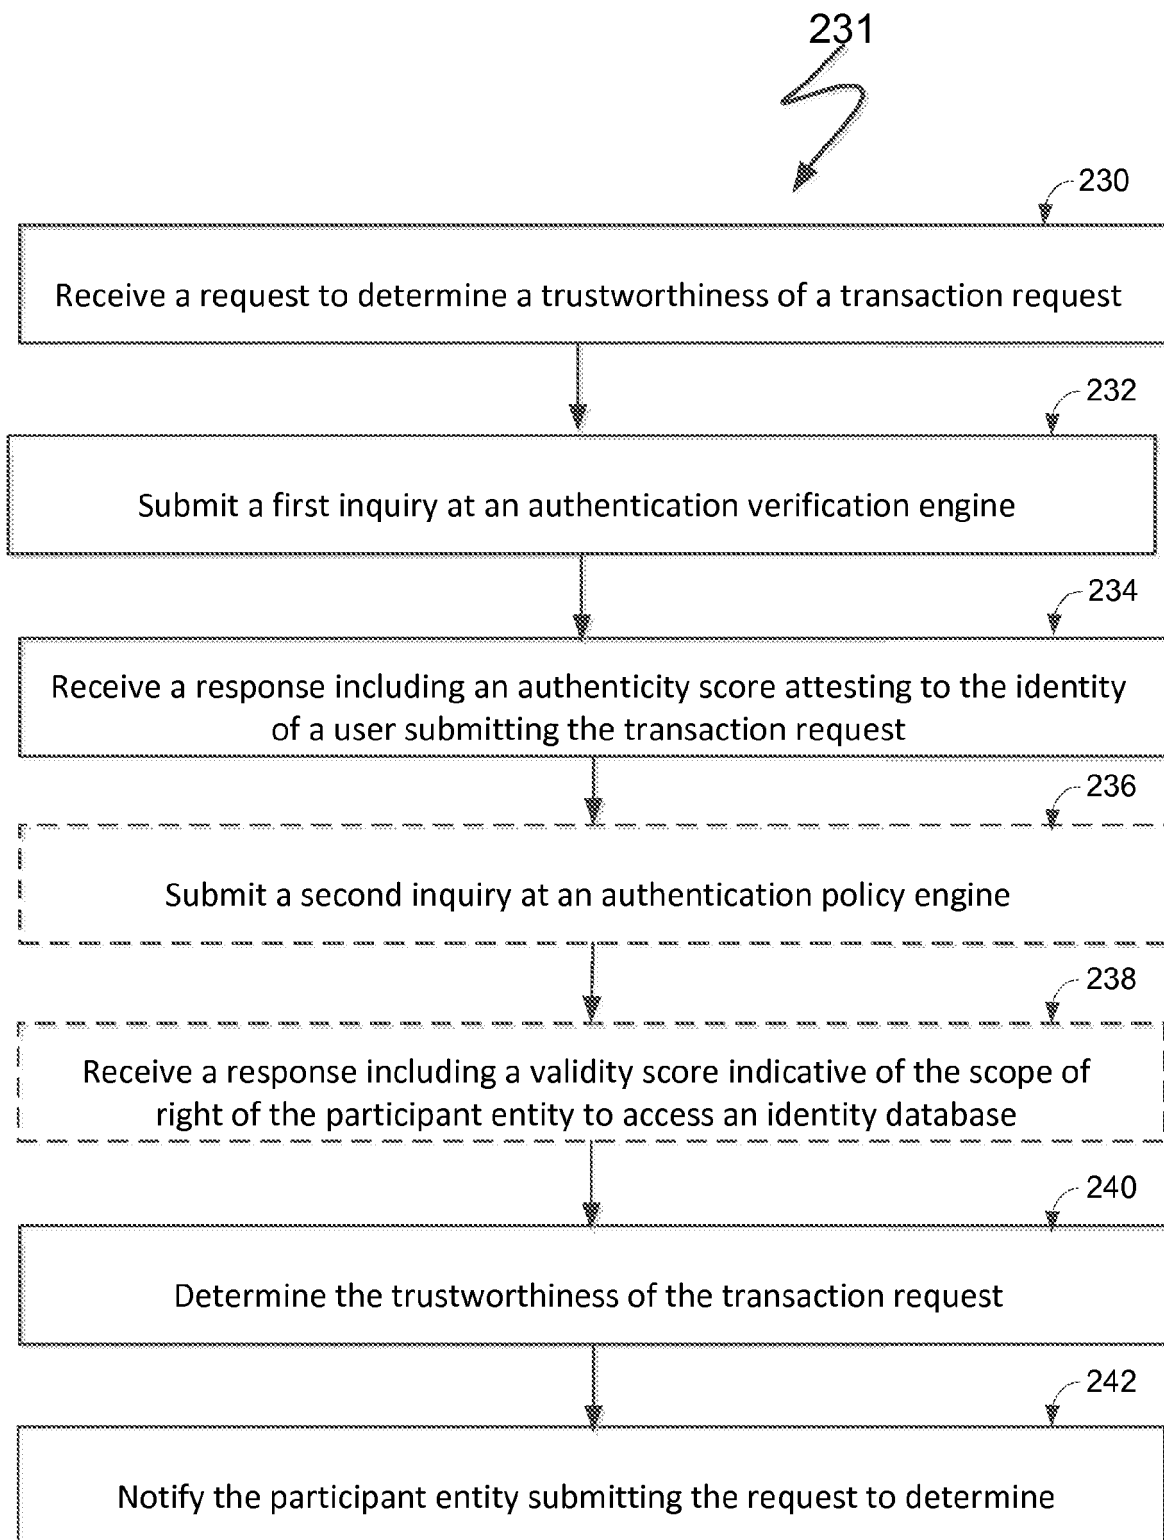 231
230
Receive a request to determine a trustworthiness of a transaction request
232
Submit a first inquiry at an authentication verification engine
234
Receive a response including an authenticity score attesting to the identity
of a user submitting the transaction request
236
Submit a second inquiry at an authentication policy engine
238
Receive a response including a validity score indicative of the scope of
right of the participant entity to access an identity database
240
Determine the trustworthiness of the transaction request
242
Notify the participant entity submitting the request to determine